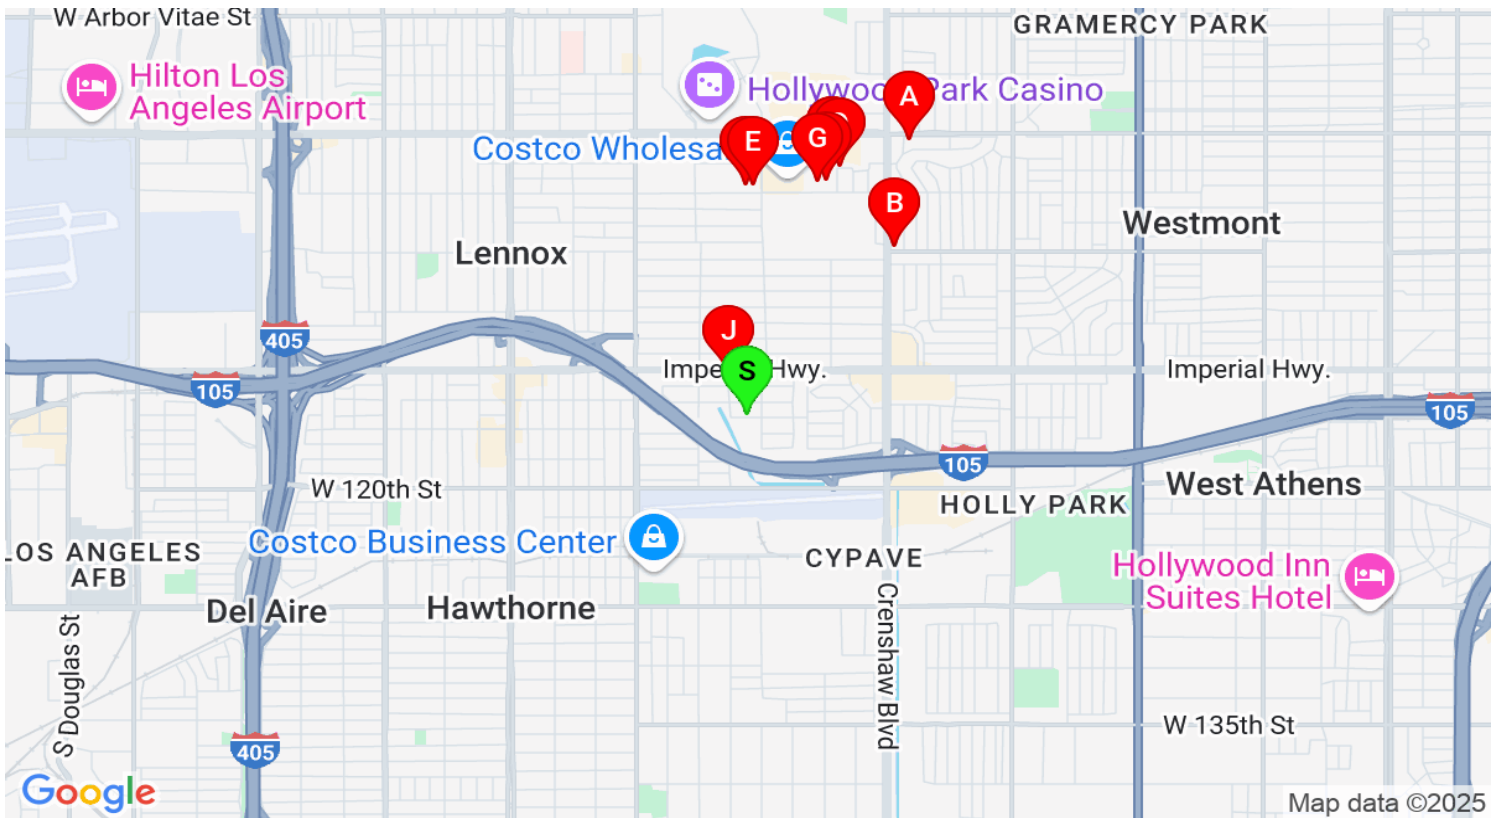 W Arbor Vitae St
GRAMERCY PARK
Hilton Los
Angeles Airport
Hollywood Park Casino
A
Costco
E
G
B
Westmont
Lennox
405
J
S
Imperial Hwy.
Imperial Hwy.
105
105
105
W 120th St
West Athens
HOLLY PARK
Costco Business Center
LOS ANGELES
AFB
CYPAVE
Hollywood Inn
Suites Hotel
Del Aire
Hawthorne
Crenshaw Blvd
S Douglas St
W 135th St
405
Google
Map data ©2025